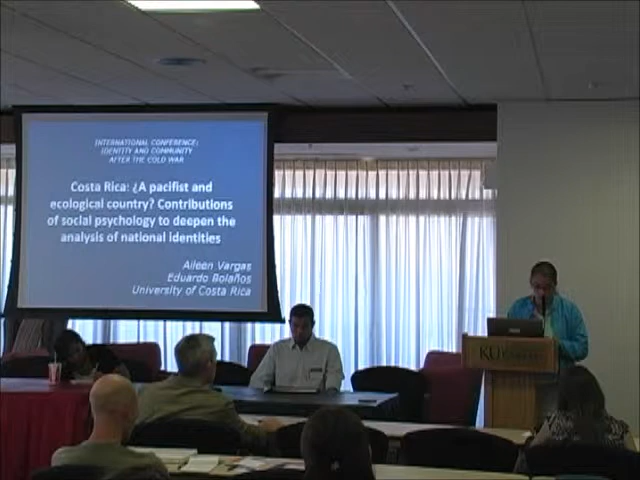 INTERNATIONAL CONFERENCE:
IDENTITY AND COMMUNITY
AFTER THE COLD WAR
Costa Rica: ¿A pacifist and
ecological country? Contributions
of social psychology to deepen the
analysis of national identities
Aileen Vargas
Eduardo Bolaños
University of Costa Rica
KU